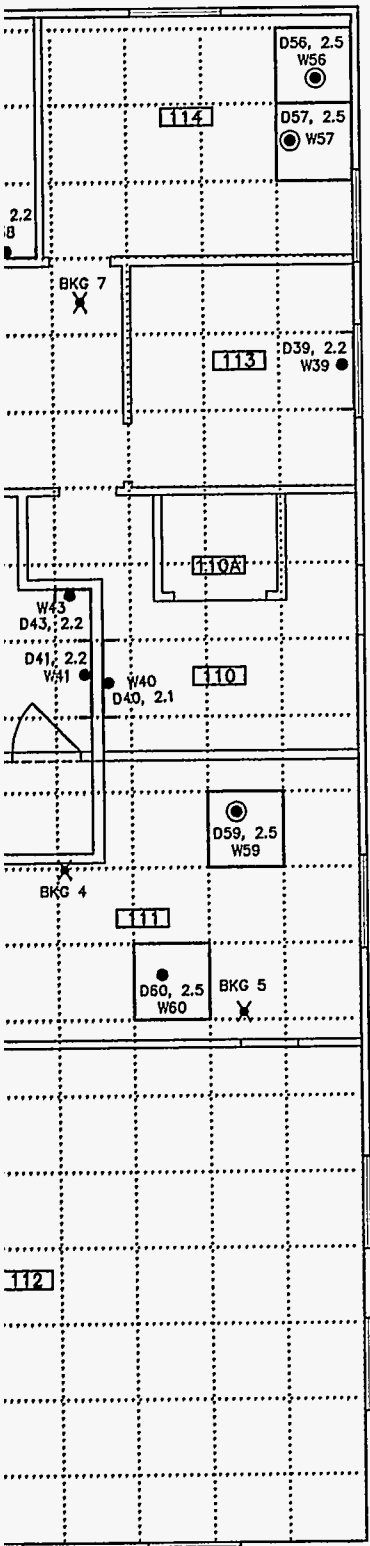 D56, 2.5
W56
114
D57, 2.5
W57
2.2
BKG 7
D39, 2.2
113
W39
110A
W43
D43, 2.2
D41, 2.2
W41
W40
110
D40, 2.1
D59, 2.5
W59
BKG 4
111
D60, 2.5
BKG 5
W60
112